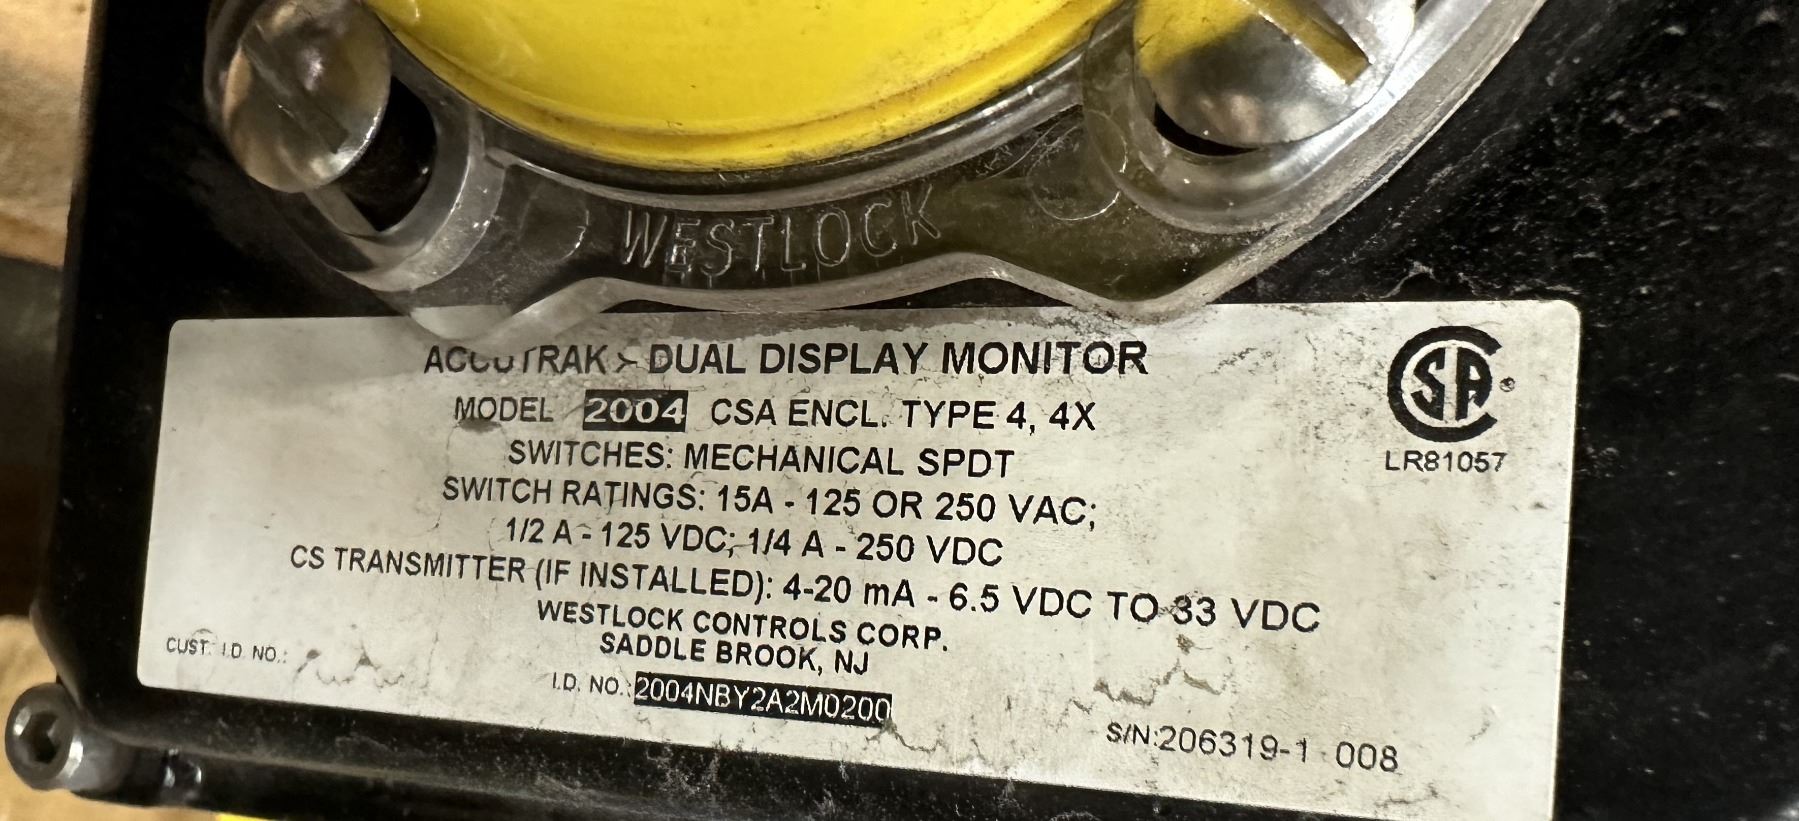 WESTLOCK
ACCUTRAK > DUAL DISPLAY MONITOR
MODEL 2004 CSA ENCL. TYPE 4, 4X
SWITCHES: MECHANICAL SPDT
SWITCH RATINGS: 15A - 125 OR 250 VAC;
1/2 A - 125 VDC; 1/4 A - 250 VDC
CS TRANSMITTER (IF INSTALLED): 4-20 mA - 6.5 VDC TO 33 VDC
WESTLOCK CONTROLS CORP.
SADDLE BROOK, NJ
CUST. I.D. NO.:
I.D. NO.: 2004NBY2A2M0200
S/N:206319-1 008
CSA®
LR81057